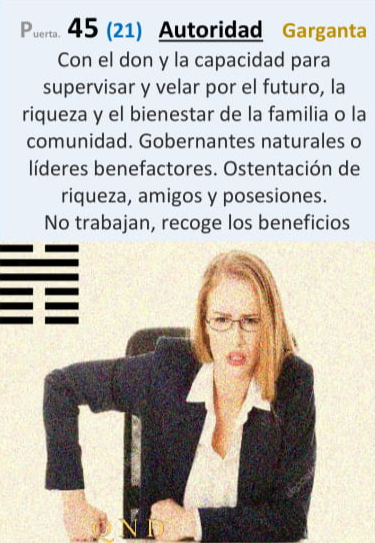 Puerta. 45 (21) Autoridad Garganta
Con el don y la capacidad para
supervisar y velar por el futuro, la
riqueza y el bienestar de la familia o la
comunidad. Gobernantes naturales o
líderes benefactores. Ostentación de
riqueza, amigos y posesiones.
No trabajan, recoge los beneficios
QND